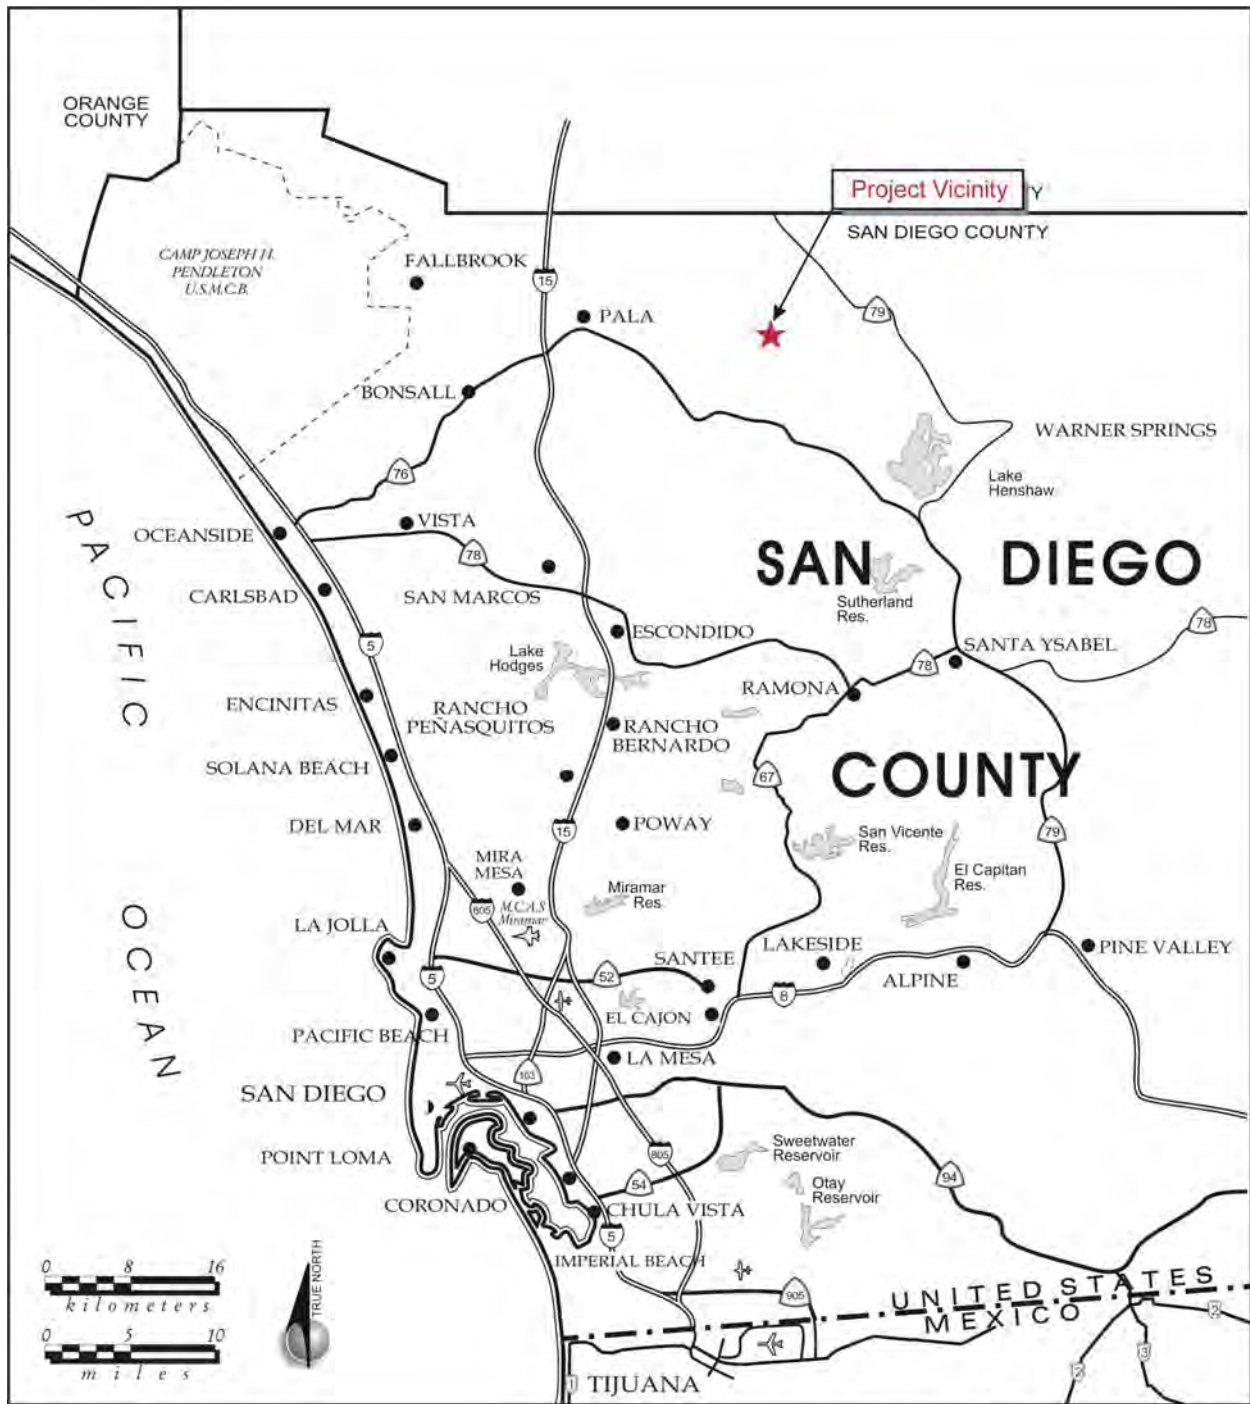 ORANGE
COUNTY
Project Vicinity
Y
SAN DIEGO COUNTY
CAMP JOSEPH H.
PENDLETON
U.S.M.C.B.
FALLBROOK
15
79
PALA
BONSALL
WARNER SPRINGS
76
Lake
Henshaw
OCEANSIDE
VISTA
78
SAN DIEGO
CARLSBAD
SAN MARCOS
Sutherland
Res.
78
5
ESCONDIDO
SANTA YSABEL
Lake
Hodges
78
RAMONA
ENCINITAS
RANCHO
PEÑASQUITOS
RANCHO
BERNARDO
SOLANA BEACH
67
COUNTY
DEL MAR
15
POWAY
San Vicente
Res.
79
El Capitan
Res.
MIRA
MESA
M.C.A.S
Miramar
805
Miramar
Res.
PACIFIC
OCEAN
LA JOLLA
LAKESIDE
PINE VALLEY
SANTEE
5
52
ALPINE
8
EL CAJON
PACIFIC BEACH
LA MESA
163
SAN DIEGO
POINT LOMA
805
Sweetwater
Reservoir
54
94
Otay
Reservoir
CORONADO
CHULA VISTA
5
IMPERIAL BEACH
905
UNITED STATES
MEXICO
0 8 16
kilometers
0 5 10
miles
TRUE NORTH
2
3
2
1
TIJUANA